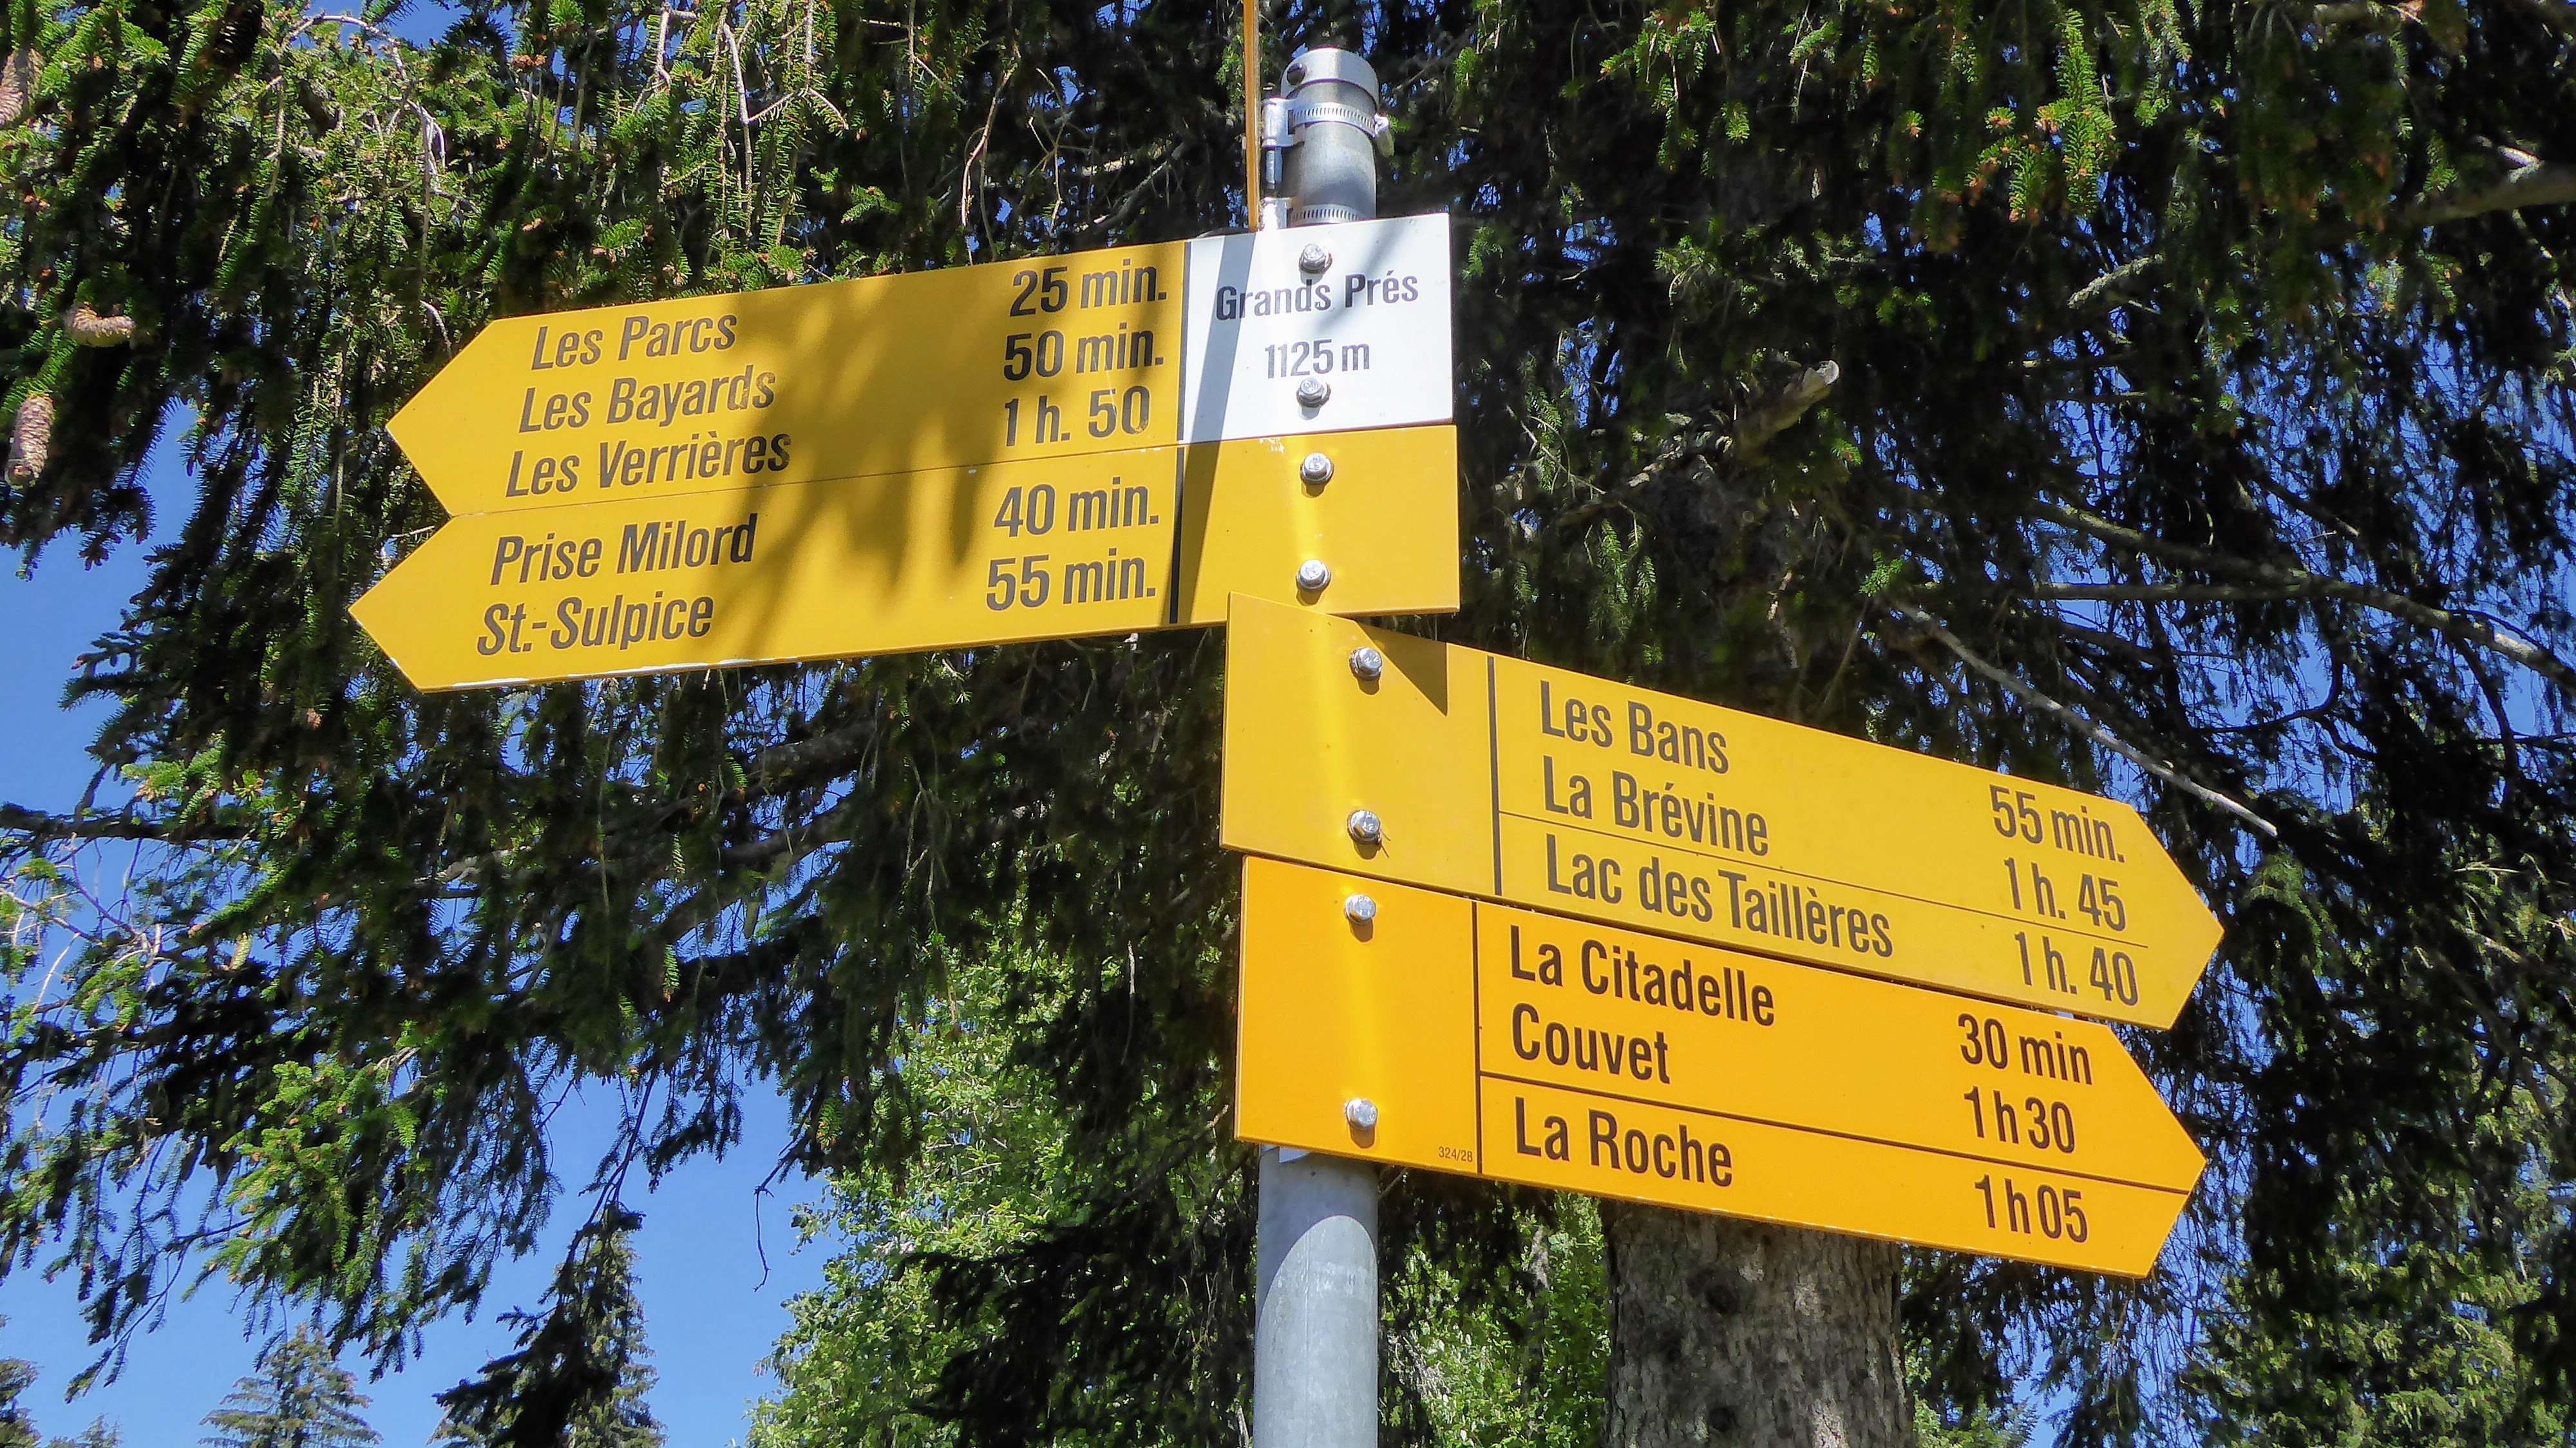 Grands Prés
1125 m
Les Parcs 25 min.
Les Bayards 50 min.
Les Verrières 1 h. 50
Prise Milord 40 min.
St.-Sulpice 55 min.
Les Bans 55 min.
La Brévine 1 h. 45
Lac des Taillères 1 h. 40
La Citadelle 30 min
Couvet 1 h 30
La Roche 1 h 05
324/28